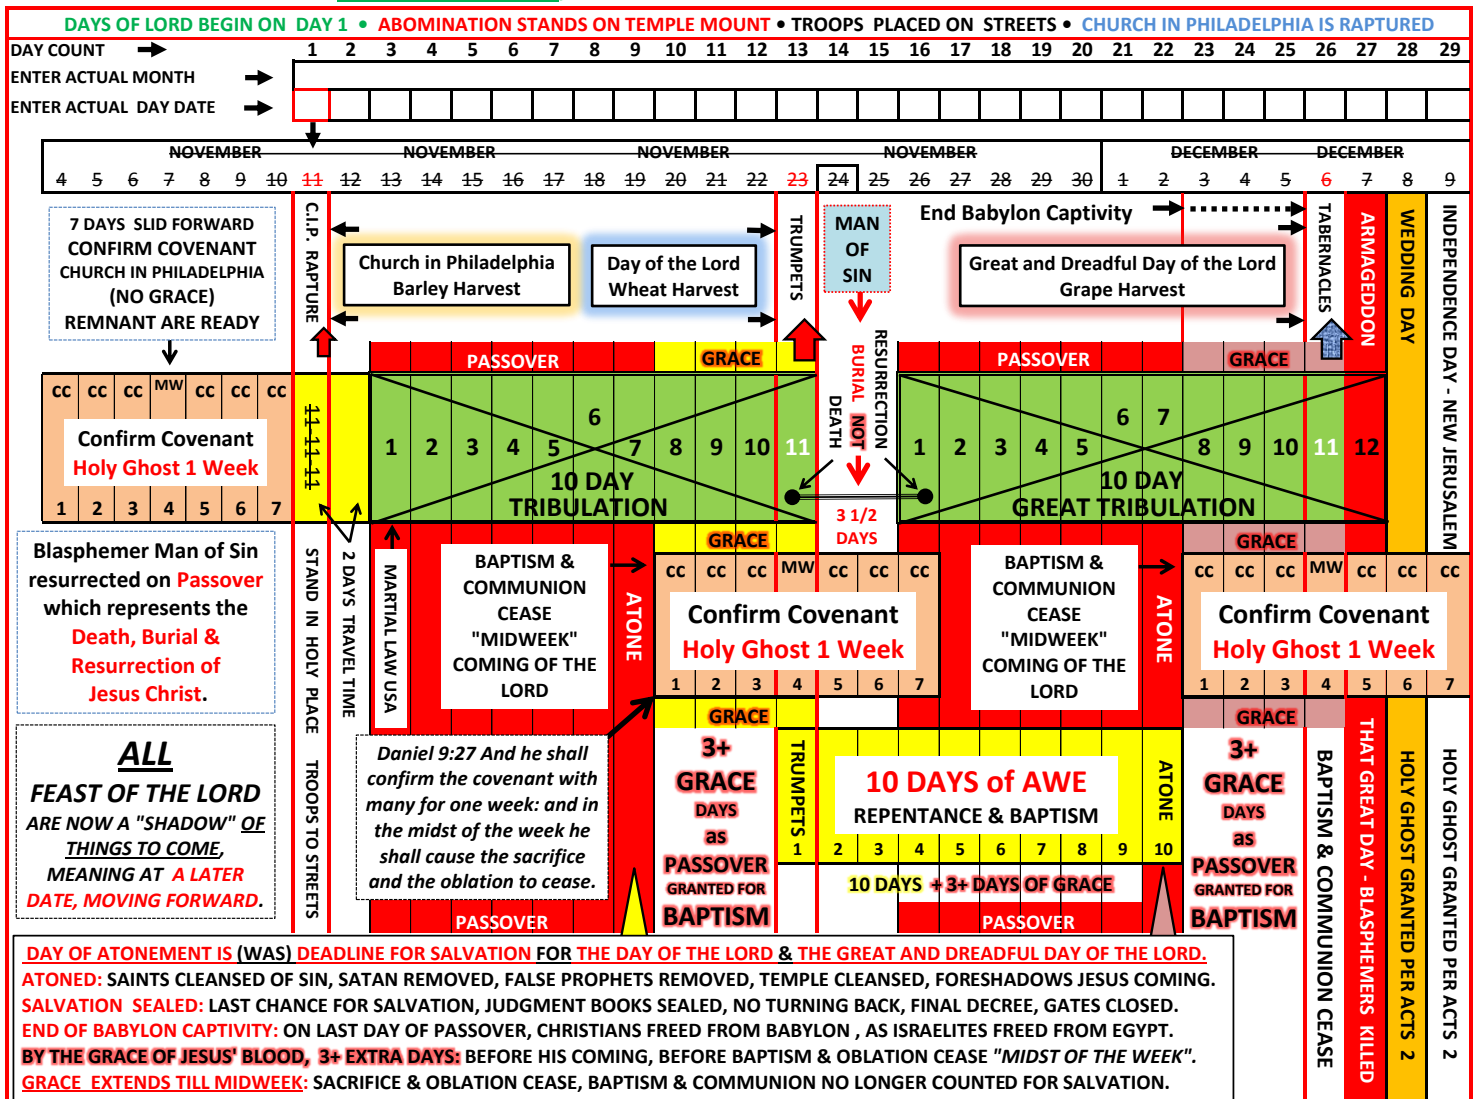 DAYS OF LORD BEGIN ON DAY 1 • ABOMINATION STANDS ON TEMPLE MOUNT • TROOPS PLACED ON STREETS • CHURCH IN PHILADELPHIA IS RAPTURED
DAY COUNT 1 2 3 4 5 6 7 8 9 10 11 12 13 14 15 16 17 18 19 20 21 22 23 24 25 26 27 28 29
ENTER ACTUAL MONTH
ENTER ACTUAL DAY DATE
NOVEMBER NOVEMBER NOVEMBER NOVEMBER DECEMBER DECEMBER
4 5 6 7 8 9 10 11 12 13 14 15 16 17 18 19 20 21 22 23 24 25 26 27 28 29 30 1 2 3 4 5 6 7 8 9
7 DAYS SLID FORWARD
CONFIRM COVENANT
CHURCH IN PHILADELPHIA
(NO GRACE)
REMNANT ARE READY
C.I.P. RAPTURE
Church in Philadelphia
Barley Harvest
Day of the Lord
Wheat Harvest
TRUMPETS
MAN
OF
SIN
End Babylon Captivity
Great and Dreadful Day of the Lord
Grape Harvest
TABERNACLES
ARMAGEDDON
WEDDING DAY
INDEPENDENCE DAY - NEW JERUSALEM
PASSOVER
GRACE
DEATH
BURIAL NOT
RESURRECTION
PASSOVER
GRACE
CC CC CC MW CC CC CC
Confirm Covenant
Holy Ghost 1 Week
1 2 3 4 5 6 7
11-11-11
1 2 3 4 5 6 7 8 9 10 11
10 DAY
TRIBULATION
3 1/2
DAYS
1 2 3 4 5 6 7 8 9 10 11 12
10 DAY
GREAT TRIBULATION
Blasphemer Man of Sin
resurrected on Passover
which represents the
Death, Burial &
Resurrection of
Jesus Christ.
STAND IN HOLY PLACE TROOPS TO STREETS
2 DAYS TRAVEL TIME
MARTIAL LAW USA
BAPTISM &
COMMUNION
CEASE
"MIDWEEK"
COMING OF THE
LORD
ATONE
GRACE
CC CC CC MW CC CC CC
Confirm Covenant
Holy Ghost 1 Week
1 2 3 4 5 6 7
GRACE
BAPTISM &
COMMUNION
CEASE
"MIDWEEK"
COMING OF THE
LORD
ATONE
GRACE
CC CC CC MW CC CC CC
Confirm Covenant
Holy Ghost 1 Week
1 2 3 4 5 6 7
GRACE
ALL
FEAST OF THE LORD
ARE NOW A "SHADOW" OF
THINGS TO COME,
MEANING AT A LATER
DATE, MOVING FORWARD.
Daniel 9:27 And he shall
confirm the covenant with
many for one week: and in
the midst of the week he
shall cause the sacrifice
and the oblation to cease.
PASSOVER
3+
GRACE
DAYS
as
PASSOVER
GRANTED FOR
BAPTISM
TRUMPETS
10 DAYS of AWE
REPENTANCE & BAPTISM
ATONE
1 2 3 4 5 6 7 8 9 10
10 DAYS + 3+ DAYS OF GRACE
PASSOVER
3+
GRACE
DAYS
as
PASSOVER
GRANTED FOR
BAPTISM
BAPTISM & COMMUNION CEASE
THAT GREAT DAY - BLASPHEMERS KILLED
HOLY GHOST GRANTED PER ACTS 2
HOLY GHOST GRANTED PER ACTS 2
DAY OF ATONEMENT IS (WAS) DEADLINE FOR SALVATION FOR THE DAY OF THE LORD & THE GREAT AND DREADFUL DAY OF THE LORD.
ATONED: SAINTS CLEANSED OF SIN, SATAN REMOVED, FALSE PROPHETS REMOVED, TEMPLE CLEANSED, FORESHADOWS JESUS COMING.
SALVATION SEALED: LAST CHANCE FOR SALVATION, JUDGMENT BOOKS SEALED, NO TURNING BACK, FINAL DECREE, GATES CLOSED.
END OF BABYLON CAPTIVITY: ON LAST DAY OF PASSOVER, CHRISTIANS FREED FROM BABYLON , AS ISRAELITES FREED FROM EGYPT.
BY THE GRACE OF JESUS' BLOOD, 3+ EXTRA DAYS: BEFORE HIS COMING, BEFORE BAPTISM & OBLATION CEASE "MIDST OF THE WEEK".
GRACE EXTENDS TILL MIDWEEK: SACRIFICE & OBLATION CEASE, BAPTISM & COMMUNION NO LONGER COUNTED FOR SALVATION.